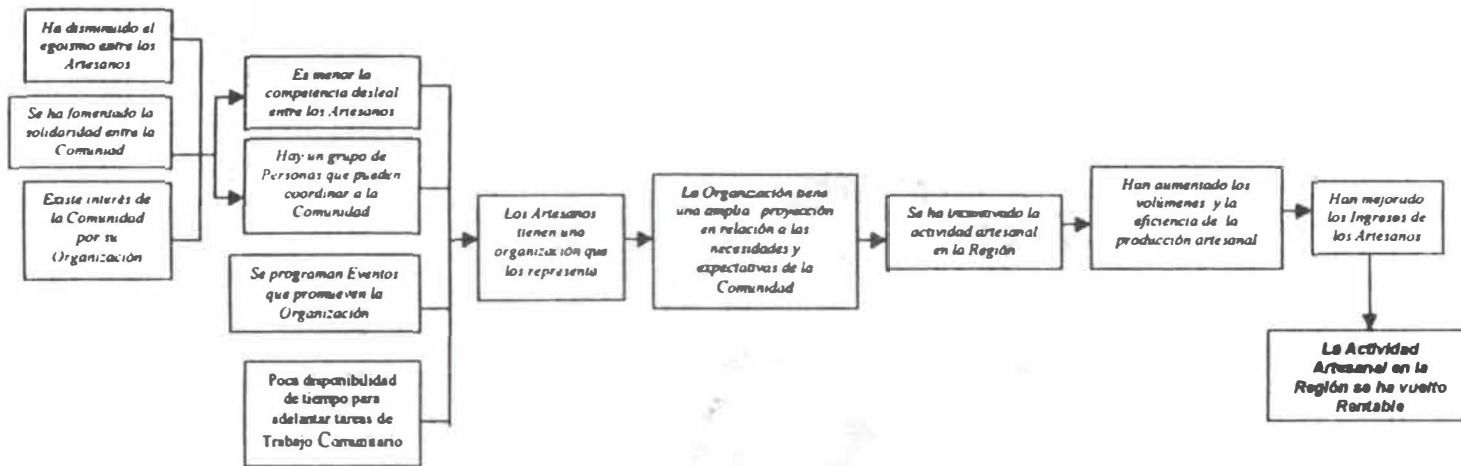 Ha disminuido el
egoismo entre los
Artesanos
Se ha fomentado la
solidaridad entre la
Comunidad
Existe interés de
la Comunidad
por su
Organización
Es menor la
competencia desleal
entre los Artesanos
Hay un grupo de
Personas que pueden
coordinar a la
Comunidad
Se programan Eventos
que promueven la
Organización
Poca disponibilidad
de tiempo para
adelantar tareas de
Trabajo Comunitario
Los Artesanos
tienen una
organización que
los representa
La Organización tiene
una amplia proyección
en relación a las
necesidades y
expectativas de la
Comunidad
Se ha incentivado la
actividad artesanal
en la Región
Han aumentado los
volúmenes y la
eficiencia de la
producción artesanal
Han mejorado
los Ingresos de
los Artesanos
La Actividad
Artesanal en la
Región se ha vuelto
Rentable